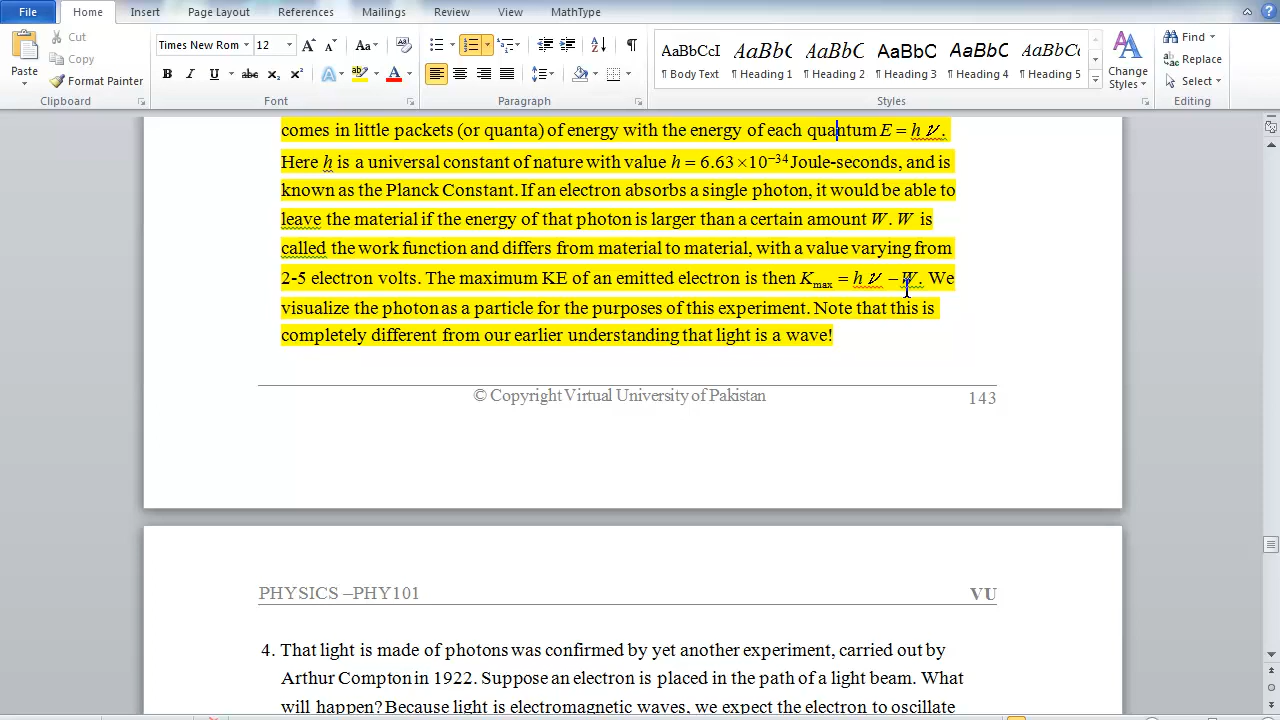 File Home Insert Page Layout References Mailings Review View MathType
Paste Cut Copy Format Painter Clipboard
Times New Rom 12 Aa B I U abc x₂ x² A Font
Paragraph
AaBbCcI AaBbC AaBbCc AaBbC AaBbC AaBbCc
¶ Body Text ¶ Heading 1 ¶ Heading 2 ¶ Heading 3 ¶ Heading 4 ¶ Heading 5
Styles
Change Styles
Find Replace Select Editing
comes in little packets (or quanta) of energy with the energy of each quantum E = h ν.
Here h is a universal constant of nature with value h = 6.63 ×10⁻³⁴ Joule-seconds, and is
known as the Planck Constant. If an electron absorbs a single photon, it would be able to
leave the material if the energy of that photon is larger than a certain amount W. W is
called the work function and differs from material to material, with a value varying from
2-5 electron volts. The maximum KE of an emitted electron is then Kmax = h ν − W. We
visualize the photon as a particle for the purposes of this experiment. Note that this is
completely different from our earlier understanding that light is a wave!
© Copyright Virtual University of Pakistan 143
PHYSICS –PHY101 VU
4. That light is made of photons was confirmed by yet another experiment, carried out by
Arthur Compton in 1922. Suppose an electron is placed in the path of a light beam. What
will happen? Because light is electromagnetic waves, we expect the electron to oscillate